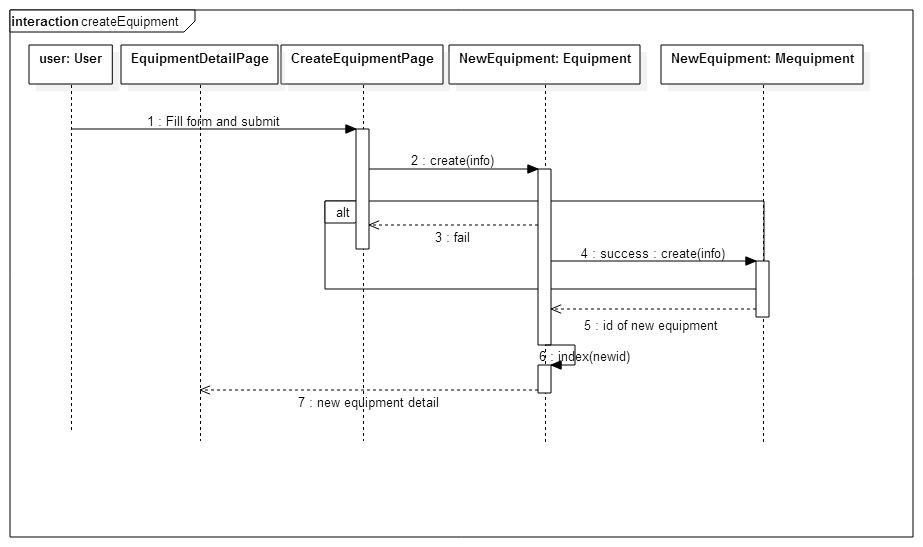 interaction createEquipment
user: User
EquipmentDetailPage
CreateEquipmentPage
NewEquipment: Equipment
NewEquipment: Mequipment
1 : Fill form and submit
2 : create(info)
alt
3 : fail
4 : success : create(info)
5 : id of new equipment
6 : index(newid)
7 : new equipment detail